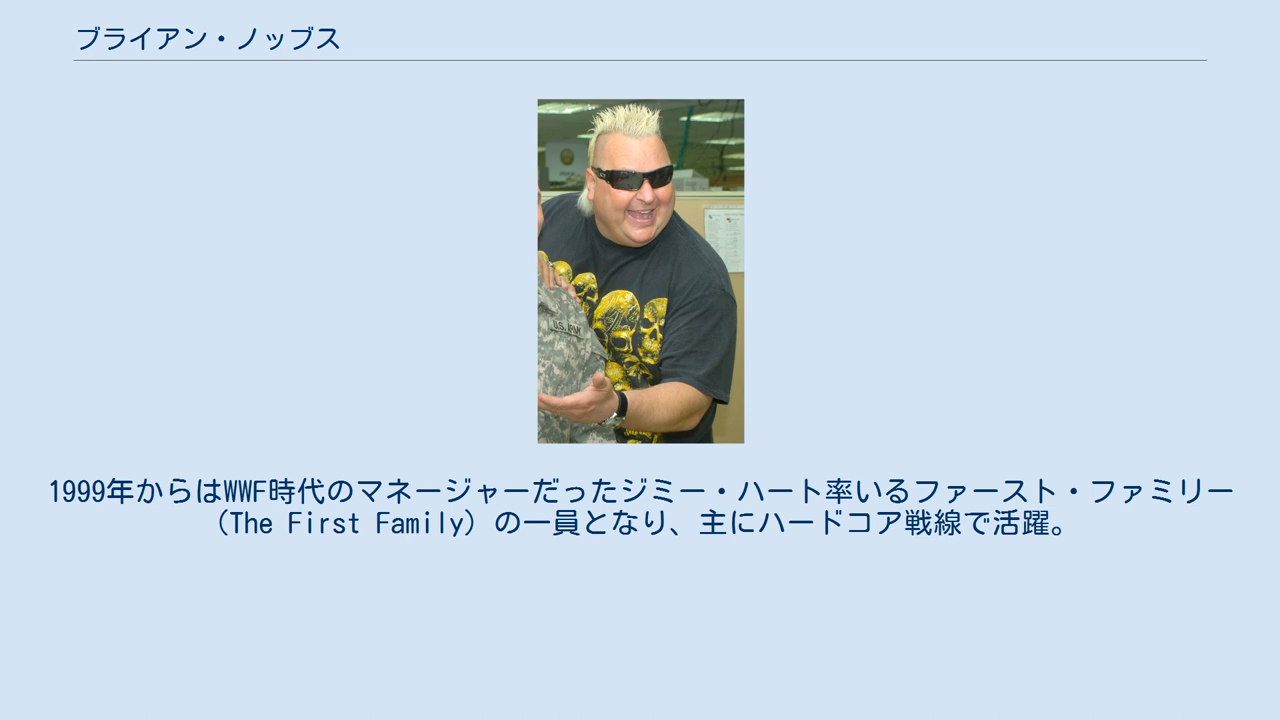 ブライアン・ノッブス
U.S. ARMY
1999年からはWWF時代のマネージャーだったジミー・ハート率いるファースト・ファミリー
（The First Family）の一員となり、主にハードコア戦線で活躍。